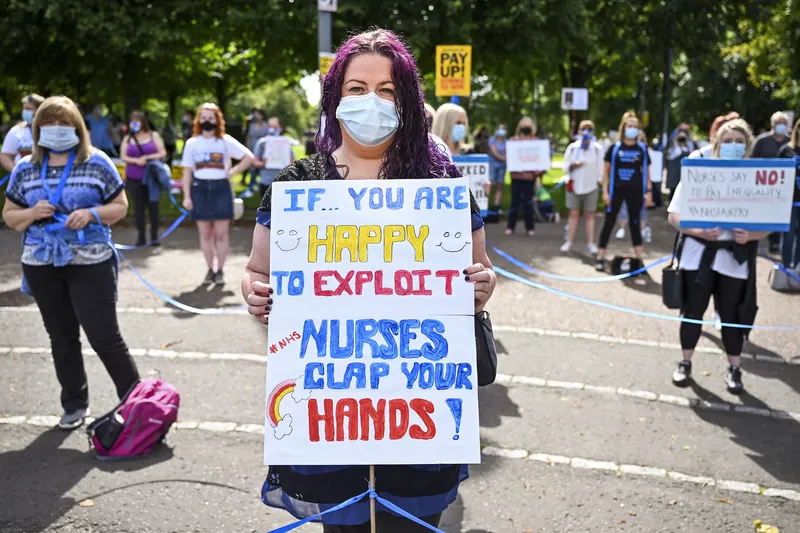 PAY
UP!
IF... YOU ARE
HAPPY
TO EXPLOIT
#NHS
NURSES
CLAP YOUR
HANDS!
NURSES SAY NO!
TO PAY INEQUALITY